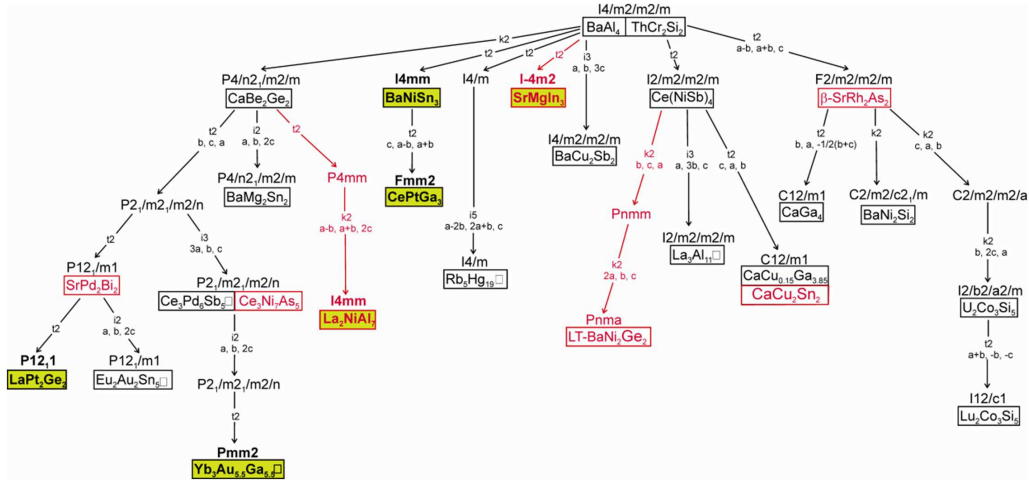 I4/m2/m2/m
BaAl4 ThCr2Si2
k2
t2
t2
t2
i3
a, b, 3c
t2
t2
a-b, a+b, c
P4/n21/m2/m
CaBe2Ge2
I4mm
BaNiSn3
I4/m
I-4m2
SrMgIn3
I2/m2/m2/m
Ce(NiSb)4
F2/m2/m2/m
β-SrRh2As2
t2
b, c, a
i2
a, b, 2c
t2
t2
c, a-b, a+b
k2
b, c, a
i3
a, 3b, c
t2
c, a, b
t2
b, a, -1/2(b+c)
k2
k2
c, a, b
I4/m2/m2/m
BaCu2Sb2
P4/n21/m2/m
BaMg2Sn2
P4mm
Fmm2
CePtGa3
C12/m1
CaGa4
C2/m2/c21/m
BaNi2Si2
C2/m2/m2/a
P21/m21/m2/n
k2
a-b, a+b, 2c
i5
a-2b, 2a+b, c
Pnmm
t2
i3
3a, b, c
I2/m2/m2/m
La3Al11□
k2
b, 2c, a
P121/m1
SrPd2Bi2
I4/m
Rb5Hg19□
k2
2a, b, c
C12/m1
CaCu0.15Ga3.85
CaCu2Sn2
P21/m21/m2/n
Ce3Pd6Sb5□ Ce3Ni7As5
I4mm
La2NiAl7
I2/b2/a2/m
U2Co3Si5
Pnma
LT-BaNi2Ge2
t2
i2
a, b, 2c
i2
a, b, 2c
t2
a+b, -b, -c
P1211
LaPt2Ge2
P121/m1
Eu2Au2Sn5□
P21/m21/m2/n
I12/c1
Lu2Co3Si5
t2
Pmm2
Yb3Au5.5Ga5.5□